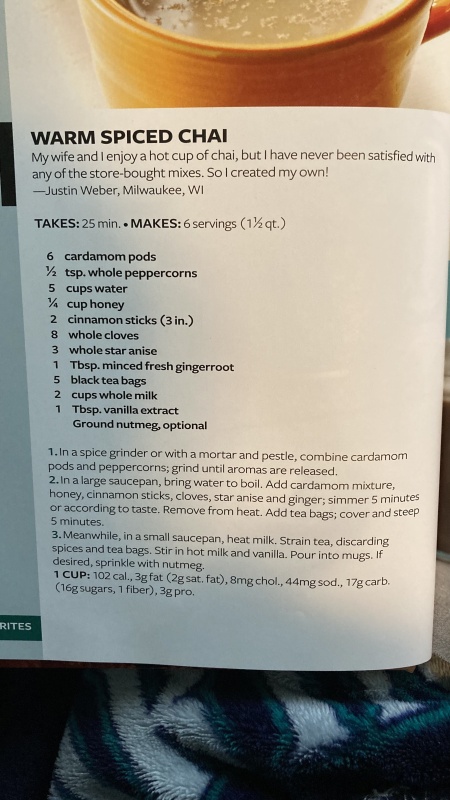 WARM SPICED CHAI
My wife and I enjoy a hot cup of chai, but I have never been satisfied with
any of the store-bought mixes. So I created my own!
—Justin Weber, Milwaukee, WI
TAKES: 25 min. • MAKES: 6 servings (1½ qt.)
6 cardamom pods
½ tsp. whole peppercorns
5 cups water
¼ cup honey
2 cinnamon sticks (3 in.)
8 whole cloves
3 whole star anise
1 Tbsp. minced fresh gingerroot
5 black tea bags
2 cups whole milk
1 Tbsp. vanilla extract
Ground nutmeg, optional
1. In a spice grinder or with a mortar and pestle, combine cardamom
pods and peppercorns; grind until aromas are released.
2. In a large saucepan, bring water to boil. Add cardamom mixture,
honey, cinnamon sticks, cloves, star anise and ginger; simmer 5 minutes
or according to taste. Remove from heat. Add tea bags; cover and steep
5 minutes.
3. Meanwhile, in a small saucepan, heat milk. Strain tea, discarding
spices and tea bags. Stir in hot milk and vanilla. Pour into mugs. If
desired, sprinkle with nutmeg.
1 CUP: 102 cal., 3g fat (2g sat. fat), 8mg chol., 44mg sod., 17g carb.
(16g sugars, 1 fiber), 3g pro.
RITES